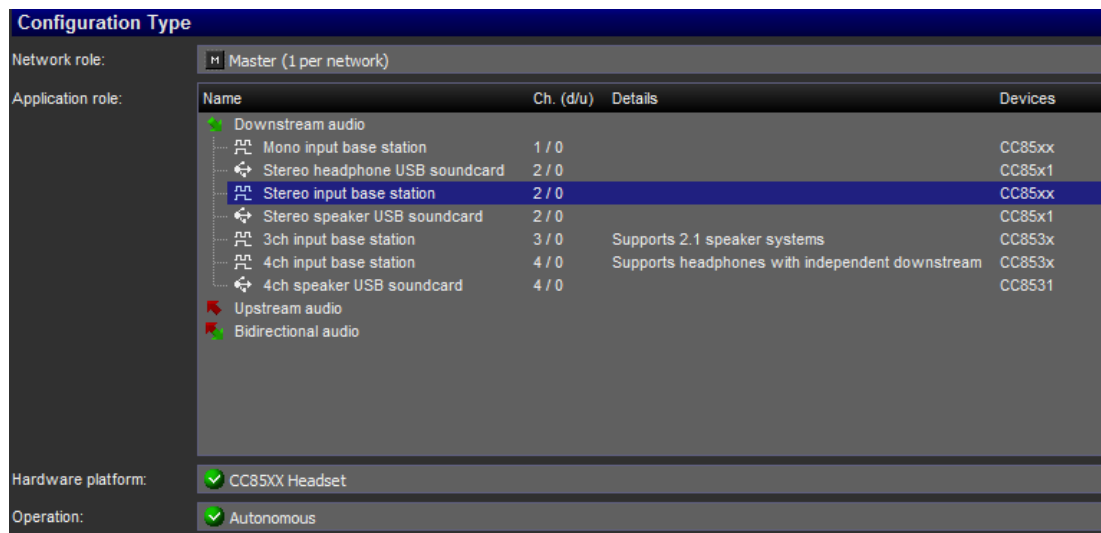 Configuration Type
Network role: M Master (1 per network)
Application role: Name Ch. (d/u) Details Devices
Downstream audio
Mono input base station 1 / 0 CC85xx
Stereo headphone USB soundcard 2 / 0 CC85x1
Stereo input base station 2 / 0 CC85xx
Stereo speaker USB soundcard 2 / 0 CC85x1
3ch input base station 3 / 0 Supports 2.1 speaker systems CC853x
4ch input base station 4 / 0 Supports headphones with independent downstream CC853x
4ch speaker USB soundcard 4 / 0 CC8531
Upstream audio
Bidirectional audio
Hardware platform: CC85XX Headset
Operation: Autonomous